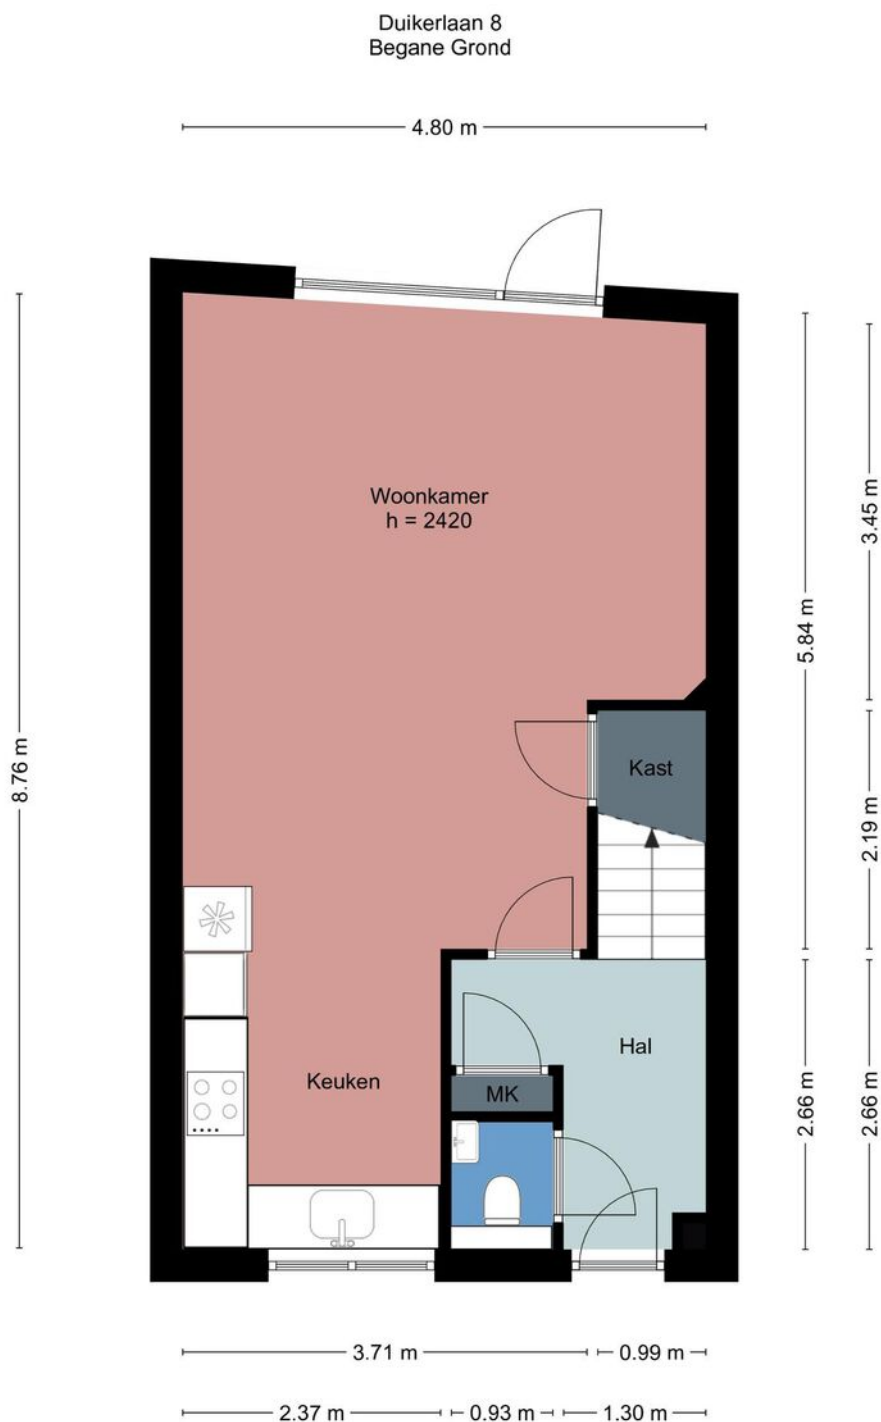 Duikerlaan 8
Begane Grond
4.80 m
Woonkamer
h = 2420
3.45 m
5.84 m
8.76 m
Kast
2.19 m
Hal
Keuken
MK
2.66 m
2.66 m
3.71 m
0.99 m
2.37 m
0.93 m
1.30 m